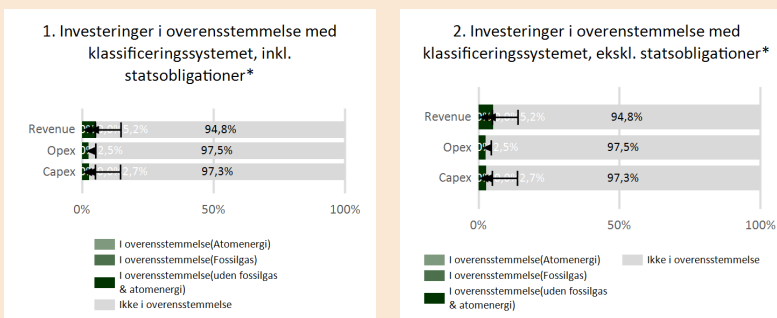 1. Investeringer i overensstemmelse med
klassificeringssystemet, inkl.
statsobligationer*
Revenue 5,2% 94,8%
Opex 2,5% 97,5%
Capex 2,7% 97,3%
0% 50% 100%
I overensstemmelse(Atomenergi)
I overensstemmelse(Fossilgas)
I overensstemmelse(uden fossilgas
& atomenergi)
Ikke i overensstemmelse
2. Investeringer i overenstemmelse med
klassificeringssystemet, ekskl. statsobligationer*
Revenue 5,2% 94,8%
Opex 2,5% 97,5%
Capex 2,7% 97,3%
0% 50% 100%
I overensstemmelse(Atomenergi) Ikke i overensstemmelse
I overensstemmelse(Fossilgas)
I overensstemmelse(uden fossilgas
& atomenergi)